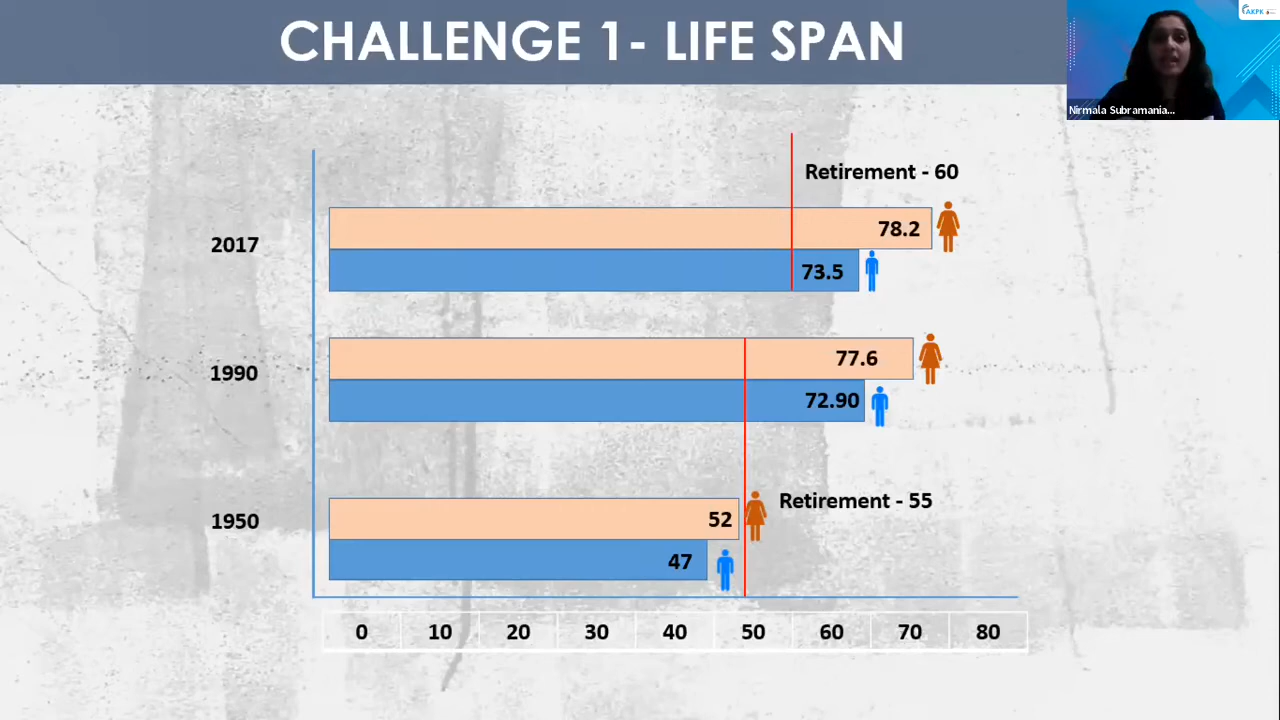 CHALLENGE 1- LIFE SPAN
AKPK
Nirmala Subramania...
Retirement - 60
78.2
2017
73.5
77.6
1990
72.90
Retirement - 55
52
1950
47
0 10 20 30 40 50 60 70 80